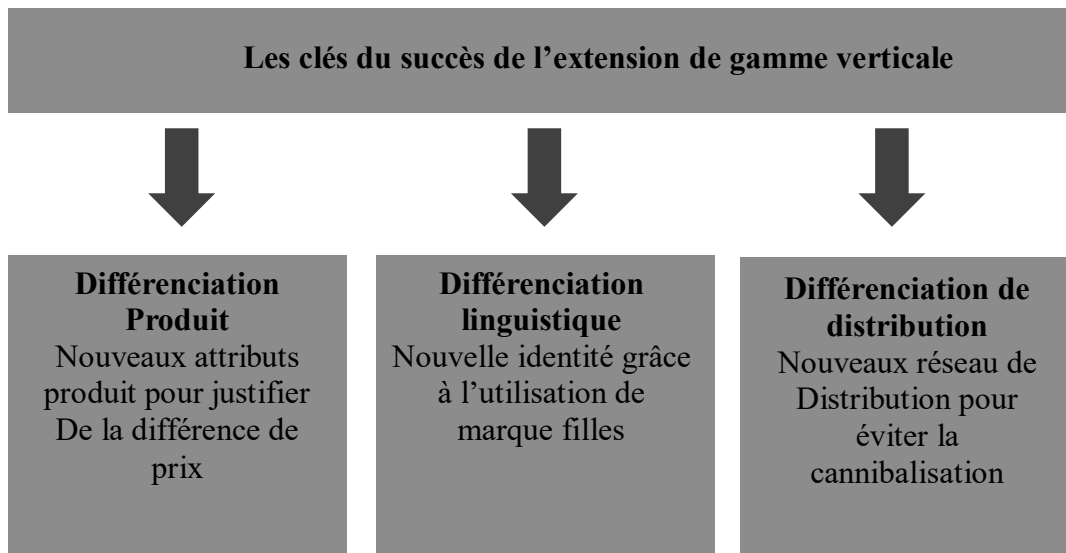 Les clés du succès de l’extension de gamme verticale
Différenciation
Produit
Nouveaux attributs
produit pour justifier
De la différence de
prix
Différenciation
linguistique
Nouvelle identité grâce
à l’utilisation de
marque filles
Différenciation de
distribution
Nouveaux réseau de
Distribution pour
éviter la
cannibalisation